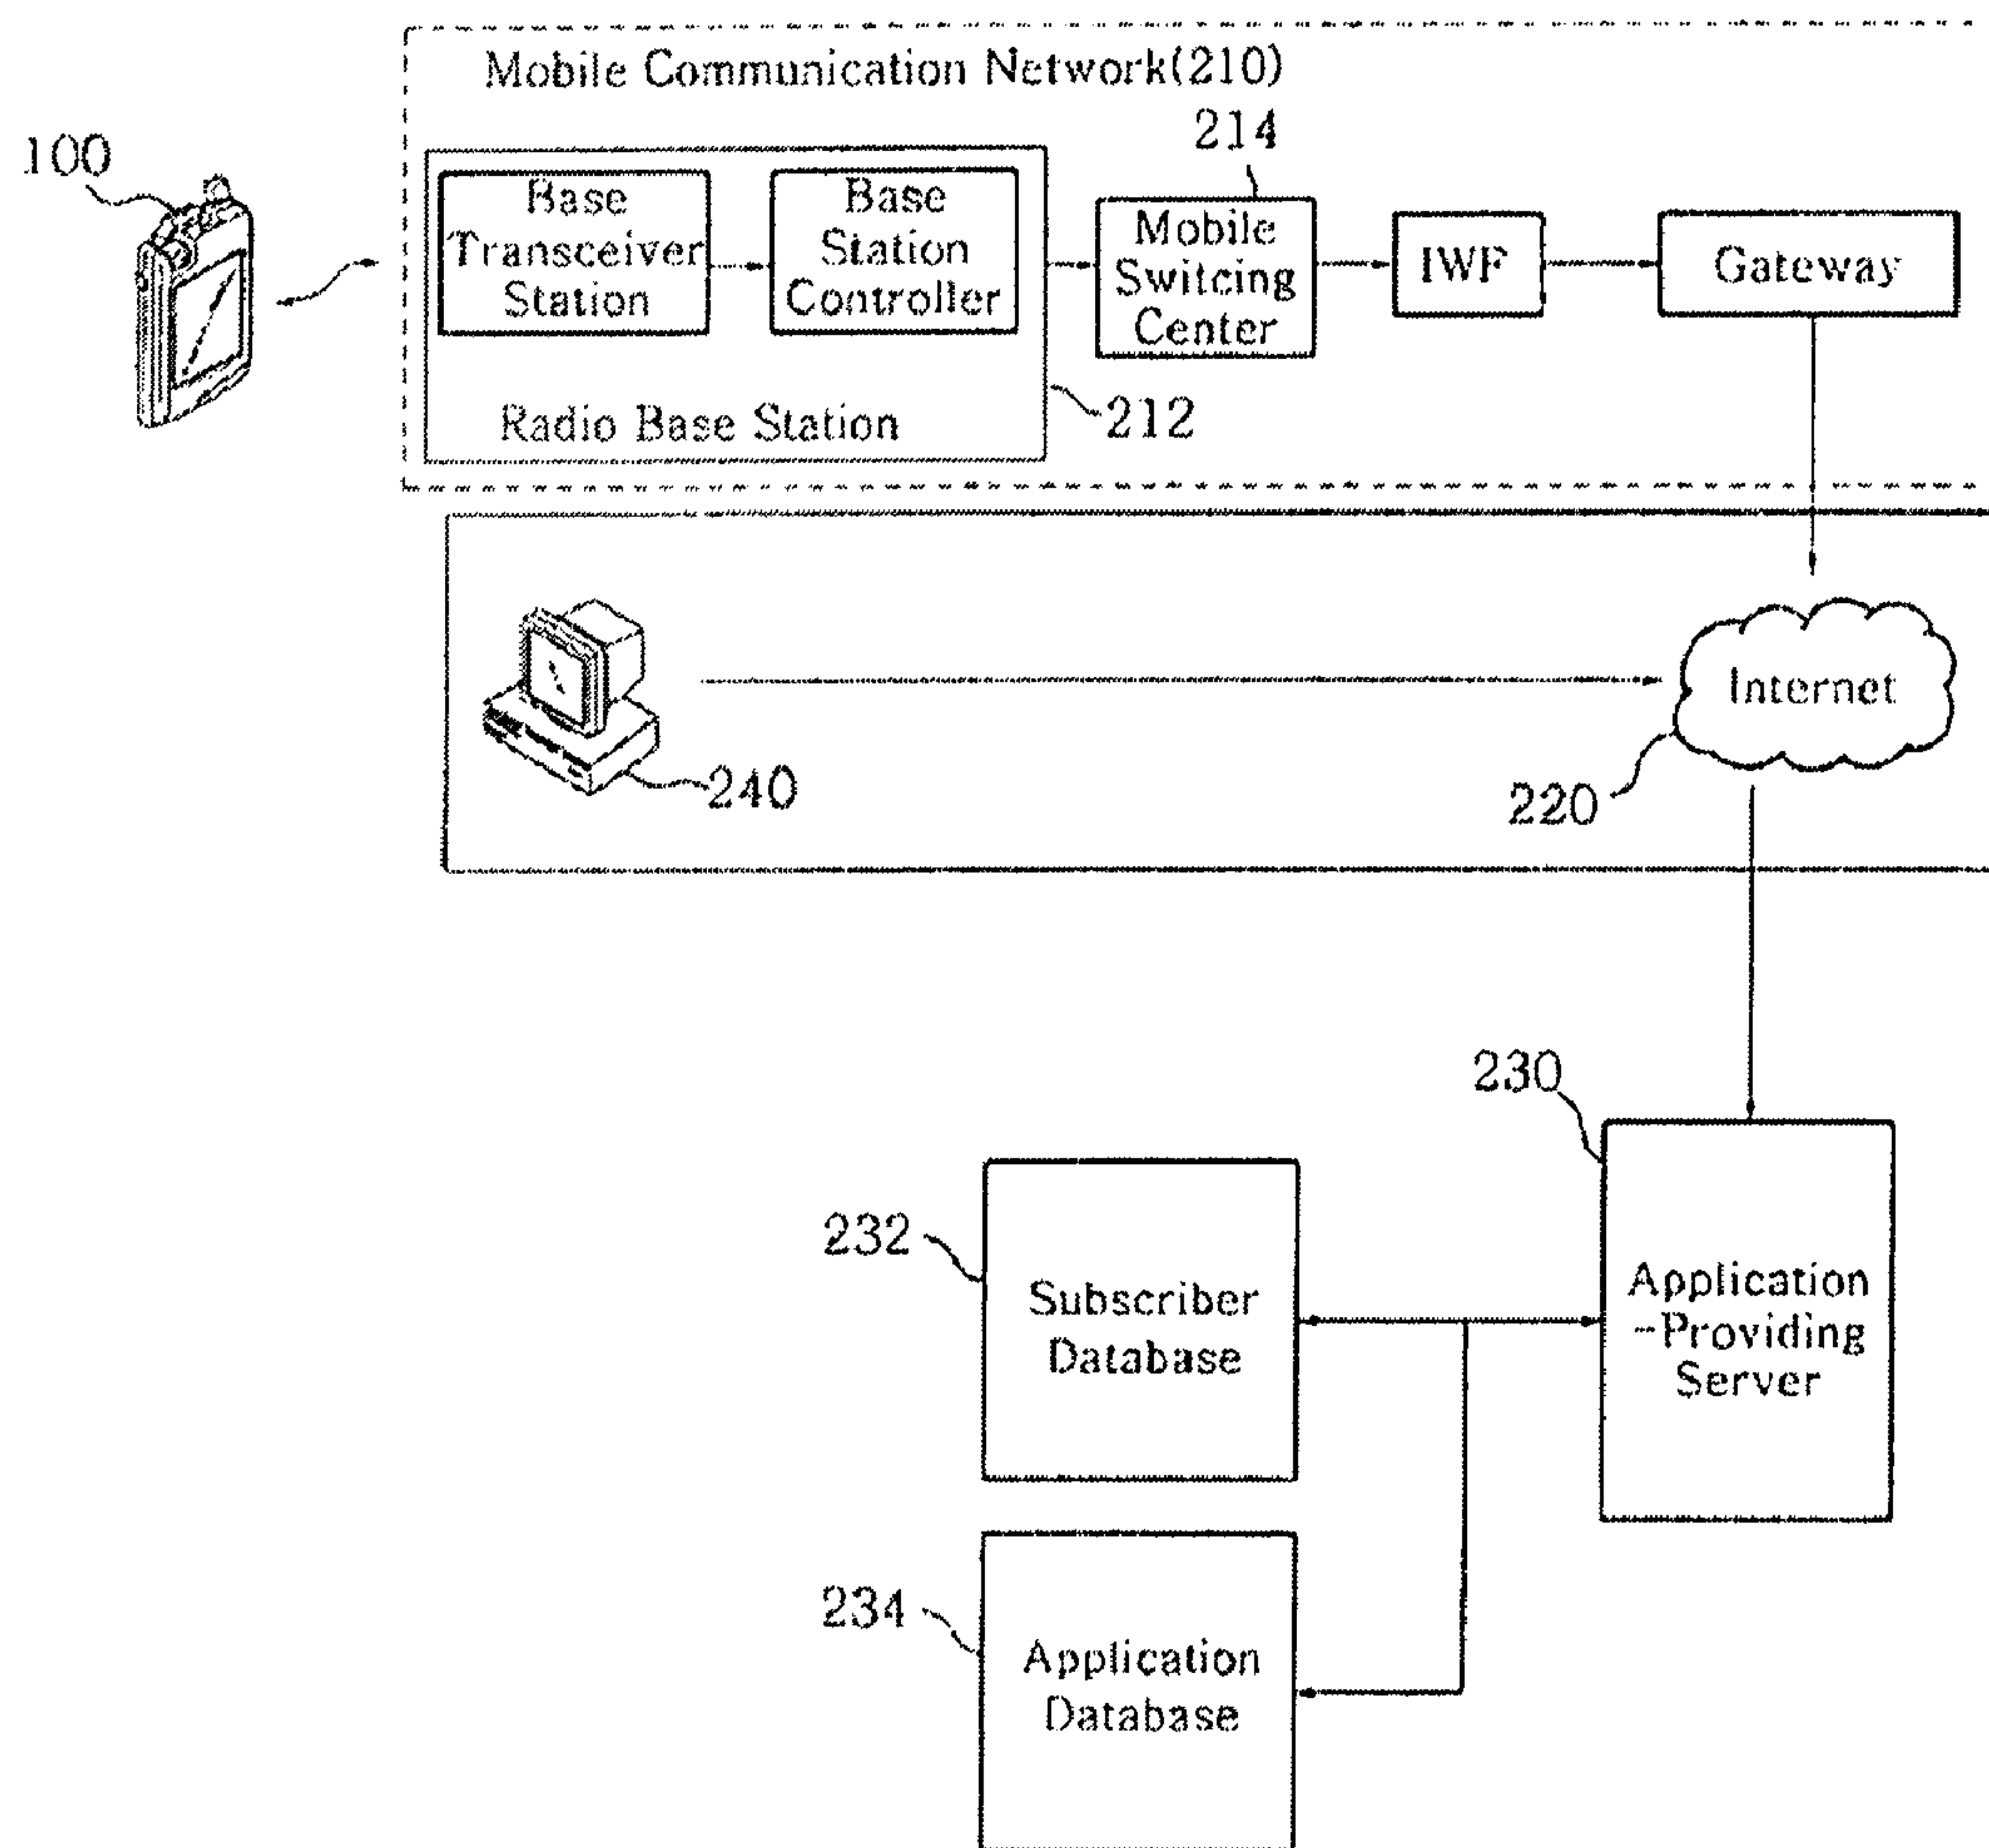 Mobile Communication Network(210)
100
214
Base
Transceiver
Station
Base
Station
Controller
Mobile
Switcing
Center
IWF
Gateway
Radio Base Station
212
Internet
240
220
230
232
Subscriber
Database
Application
-Providing
Server
234
Application
Database